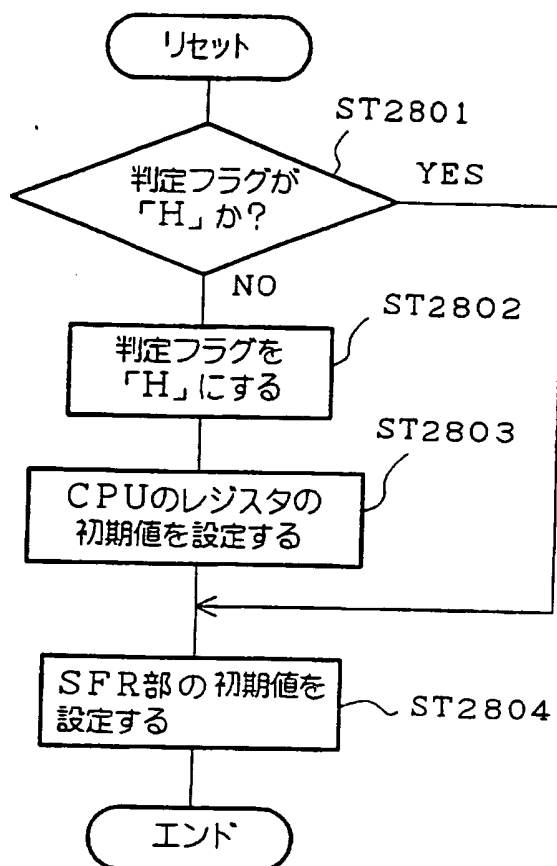 リセット
ST2801
判定フラグが
「H」か?
YES
NO
ST2802
判定フラグを
「H」にする
ST2803
CPUのレジスタの
初期値を設定する
SFR部の初期値を
設定する
ST2804
エンド